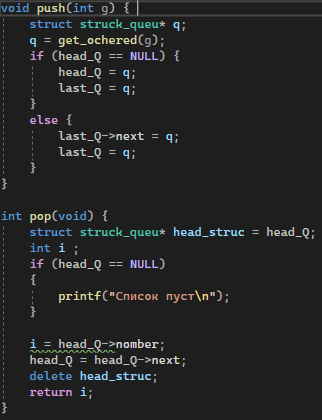 void push(int g) {
    struct struck_queu* q;
    q = get_ochered(g);
    if (head_Q == NULL) {
        head_Q = q;
        last_Q = q;
    }
    else {
        last_Q->next = q;
        last_Q = q;
    }
}
int pop(void) {
    struct struck_queu* head_struc = head_Q;
    int i ;
    if (head_Q == NULL)
    {
        printf("Список пуст\n");
    }
    i = head_Q->nomber;
    head_Q = head_Q->next;
    delete head_struc;
    return i;
}